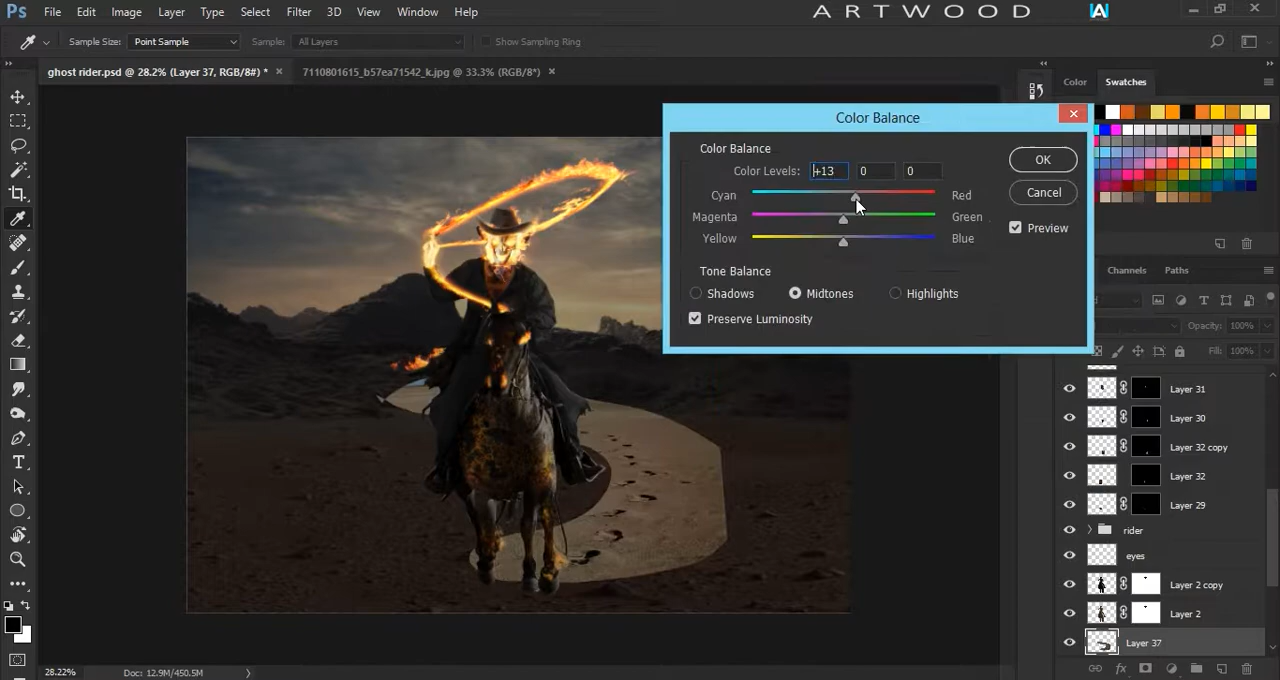 Ps File Edit Image Layer Type Select Filter 3D View Window Help
ARTWOOD
Sample Size: Point Sample Sample: All Layers Show Sampling Ring
ghost rider.psd @ 28.2% (Layer 37, RGB/8#) * × 7110801615_b57ea71542_k.jpg @ 33.3% (RGB/8*) ×
Color Swatches
Color Balance
Color Balance
Color Levels: +13 0 0
OK
Cyan Red
Cancel
Magenta Green
Preview
Yellow Blue
Tone Balance
Shadows Midtones Highlights
Preserve Luminosity
Channels Paths
Opacity: 100%
Fill: 100%
Layer 31
Layer 30
Layer 32 copy
Layer 32
Layer 29
rider
eyes
Layer 2 copy
Layer 2
Layer 37
28.22% Doc: 12.9M/450.5M